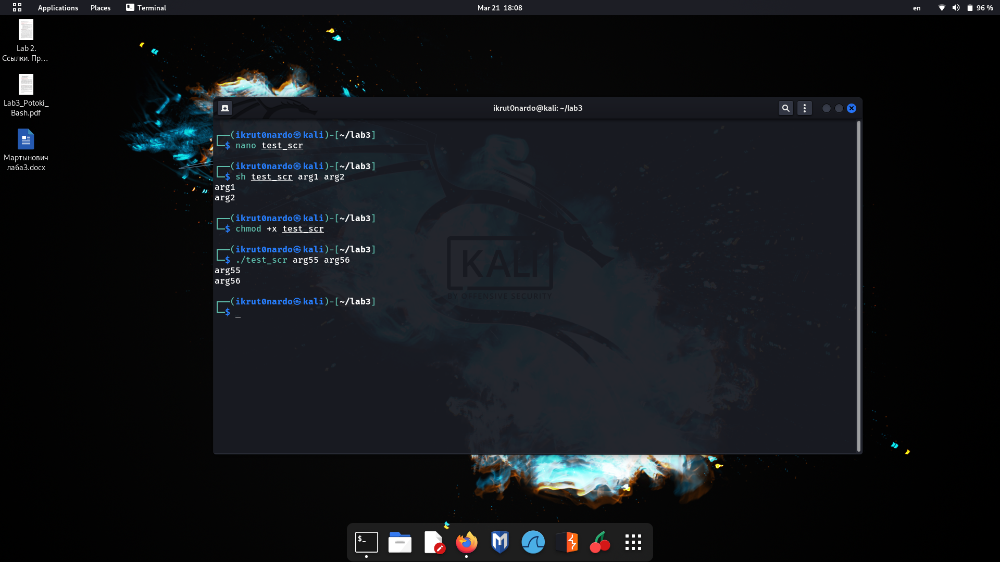 Applications Places Terminal Mar 21 18:08 en 96 %
Lab 2.
Ссылки. Пр...
Lab3_Potoki_
Bash.pdf
Мартынович
лаба3.docx
ikrut0nardo@kali: ~/lab3
┌──(ikrut0nardo㉿kali)-[~/lab3]
└─$ nano test_scr
┌──(ikrut0nardo㉿kali)-[~/lab3]
└─$ sh test_scr arg1 arg2
arg1
arg2
┌──(ikrut0nardo㉿kali)-[~/lab3]
└─$ chmod +x test_scr
┌──(ikrut0nardo㉿kali)-[~/lab3]
└─$ ./test_scr arg55 arg56
arg55
arg56
┌──(ikrut0nardo㉿kali)-[~/lab3]
└─$ _
KALI
BY OFFENSIVE SECURITY